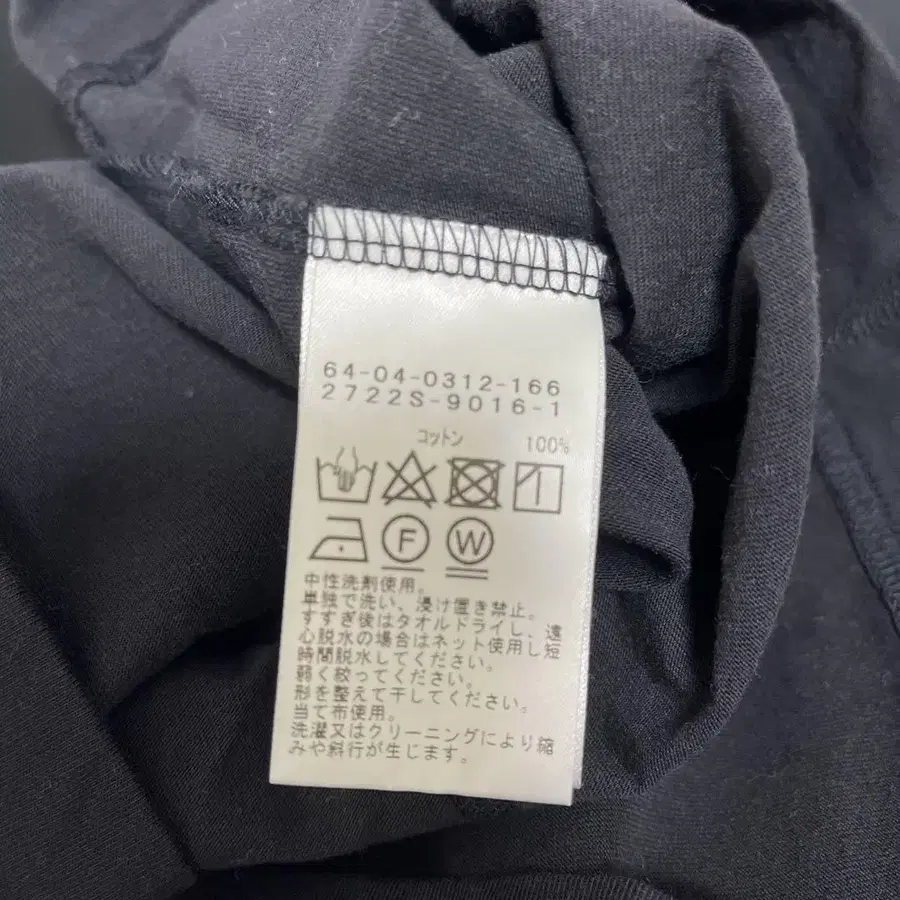 64-04-0312-166
2722S-9016-1
コットン 100%
F W
中性洗剤使用。
単独で洗い、浸け置き禁止。
すすぎ後はタオルドライし、遠
心脱水の場合はネット使用し短
時間脱水してください。
弱く絞ってください。
形を整えて干してください。
当て布使用。
洗濯又はクリーニングにより縮
みや斜行が生じます。